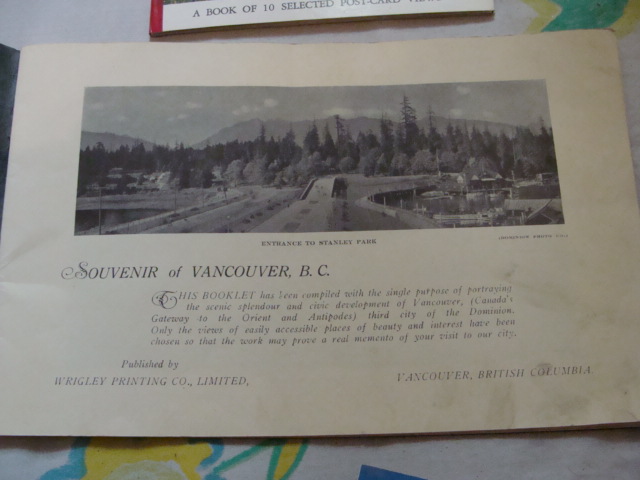 A BOOK OF 10 SELECTED POST-CARD VIEWS
ENTRANCE TO STANLEY PARK
PHOTO
SOUVENIR of VANCOUVER, B. C.
THIS BOOKLET has been compiled with the single purpose of portraying
the scenic splendour and civic development of Vancouver, (Canada's
Gateway to the Orient and Antipodes) third city of the Dominion.
Only the views of easily accessible places of beauty and interest have been
chosen so that the work may prove a real memento of your visit to our city.
Published by
WRIGLEY PRINTING CO., LIMITED,
VANCOUVER, BRITISH COLUMBIA